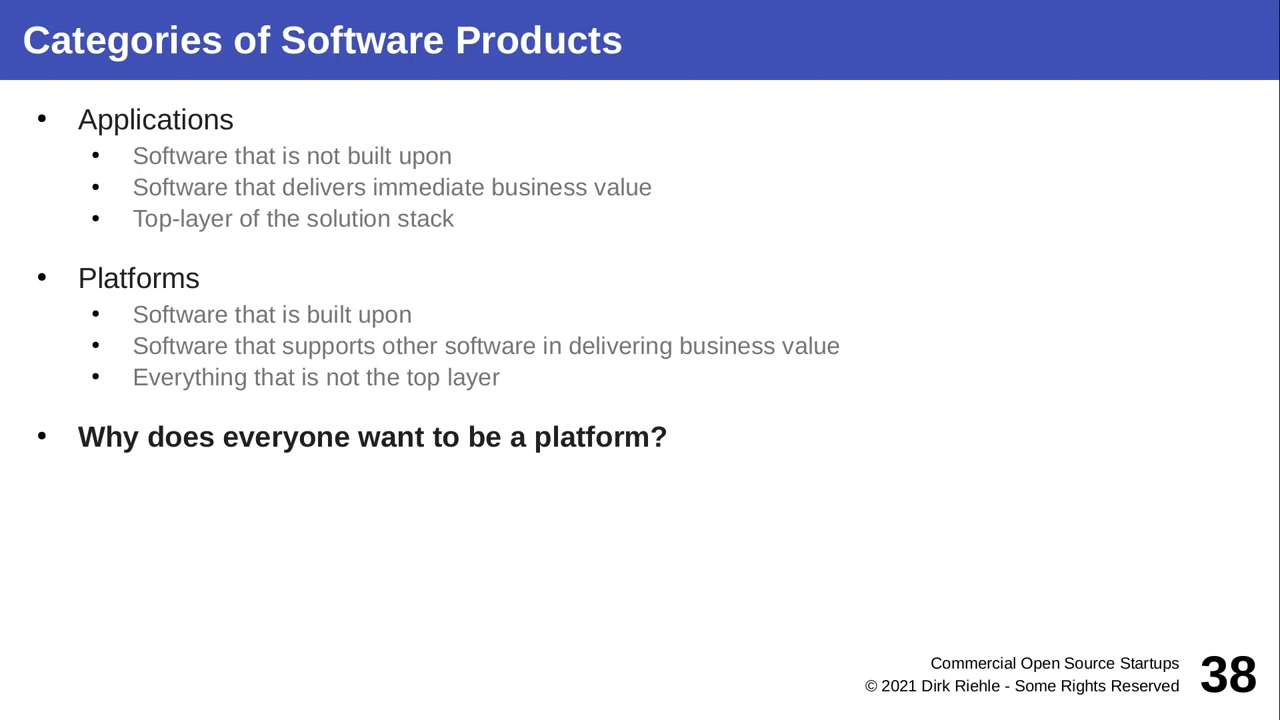 Categories of Software Products
• Applications
• Software that is not built upon
• Software that delivers immediate business value
• Top-layer of the solution stack
• Platforms
• Software that is built upon
• Software that supports other software in delivering business value
• Everything that is not the top layer
• Why does everyone want to be a platform?
Commercial Open Source Startups
© 2021 Dirk Riehle - Some Rights Reserved
38